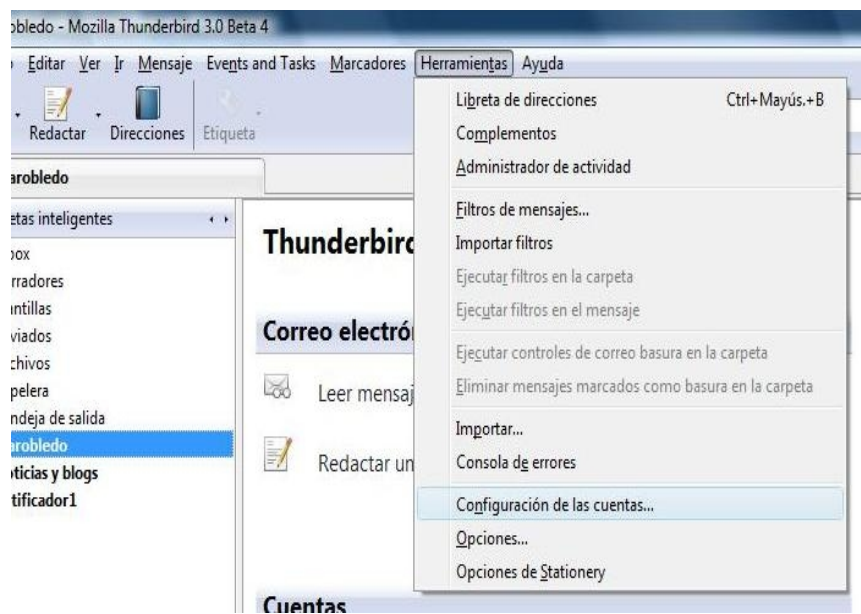 obledo - Mozilla Thunderbird 3.0 Beta 4
Editar Ver Ir Mensaje Events and Tasks Marcadores Herramientas Ayuda
Redactar Direcciones Etiqueta
arobledo
etas inteligentes
box
rradores
antillas
viados
chivos
pelera
ndeja de salida
arobledo
oticias y blogs
tificador1
Thunderbird
Correo electró
Leer mensaj
Redactar un
Cuentas
Libreta de direcciones Ctrl+Mayús.+B
Complementos
Administrador de actividad
Filtros de mensajes...
Importar filtros
Ejecutar filtros en la carpeta
Ejecutar filtros en el mensaje
Ejecutar controles de correo basura en la carpeta
Eliminar mensajes marcados como basura en la carpeta
Importar...
Consola de errores
Configuración de las cuentas...
Opciones...
Opciones de Stationery